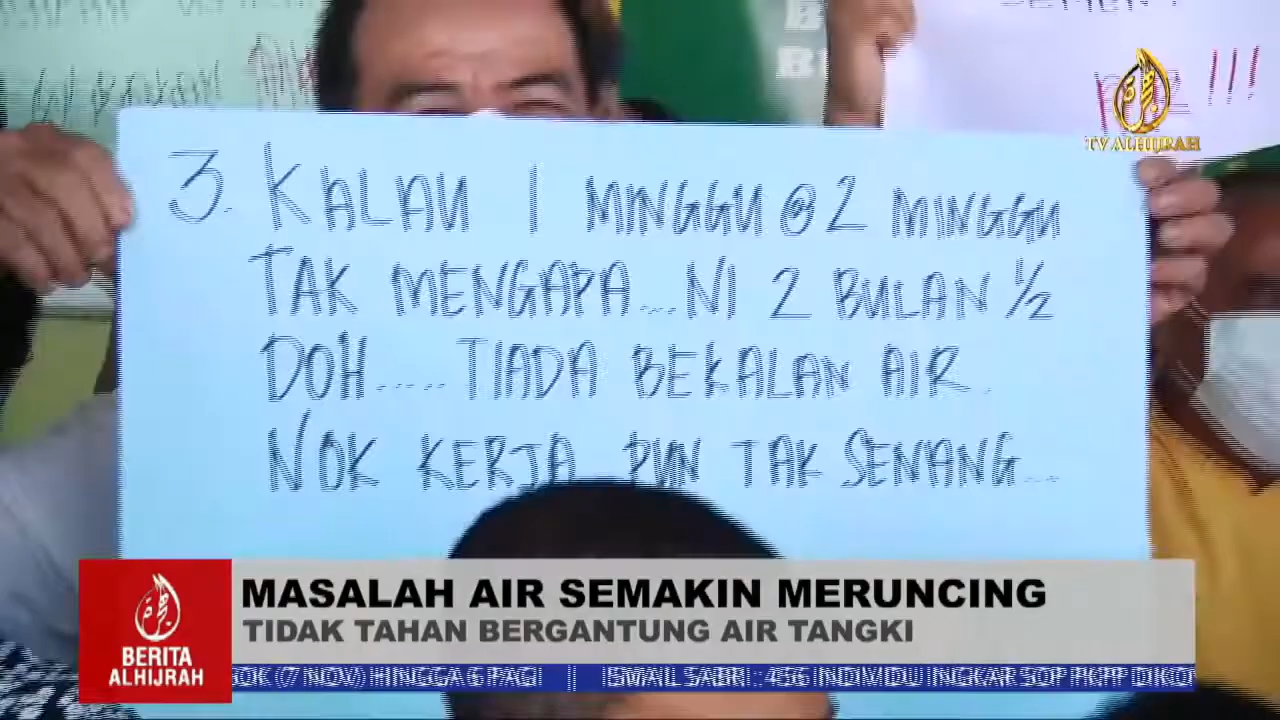 3. KALAU 1 MINGGU @ 2 MINGGU
TAK MENGAPA...NI 2 BULAN 1/2
DOH..... TIADA BEKALAN AIR.
NOK KERJA PUN TAK SENANG...
!!!
TV ALHIJRAH
MASALAH AIR SEMAKIN MERUNCING
TIDAK TAHAN BERGANTUNG AIR TANGKI
BERITA
ALHIJRAH
(7 NOV) HINGGA 6 PAGI || ISMAIL SABRI : 456 INDIVIDU INGKAR SOP PKPP